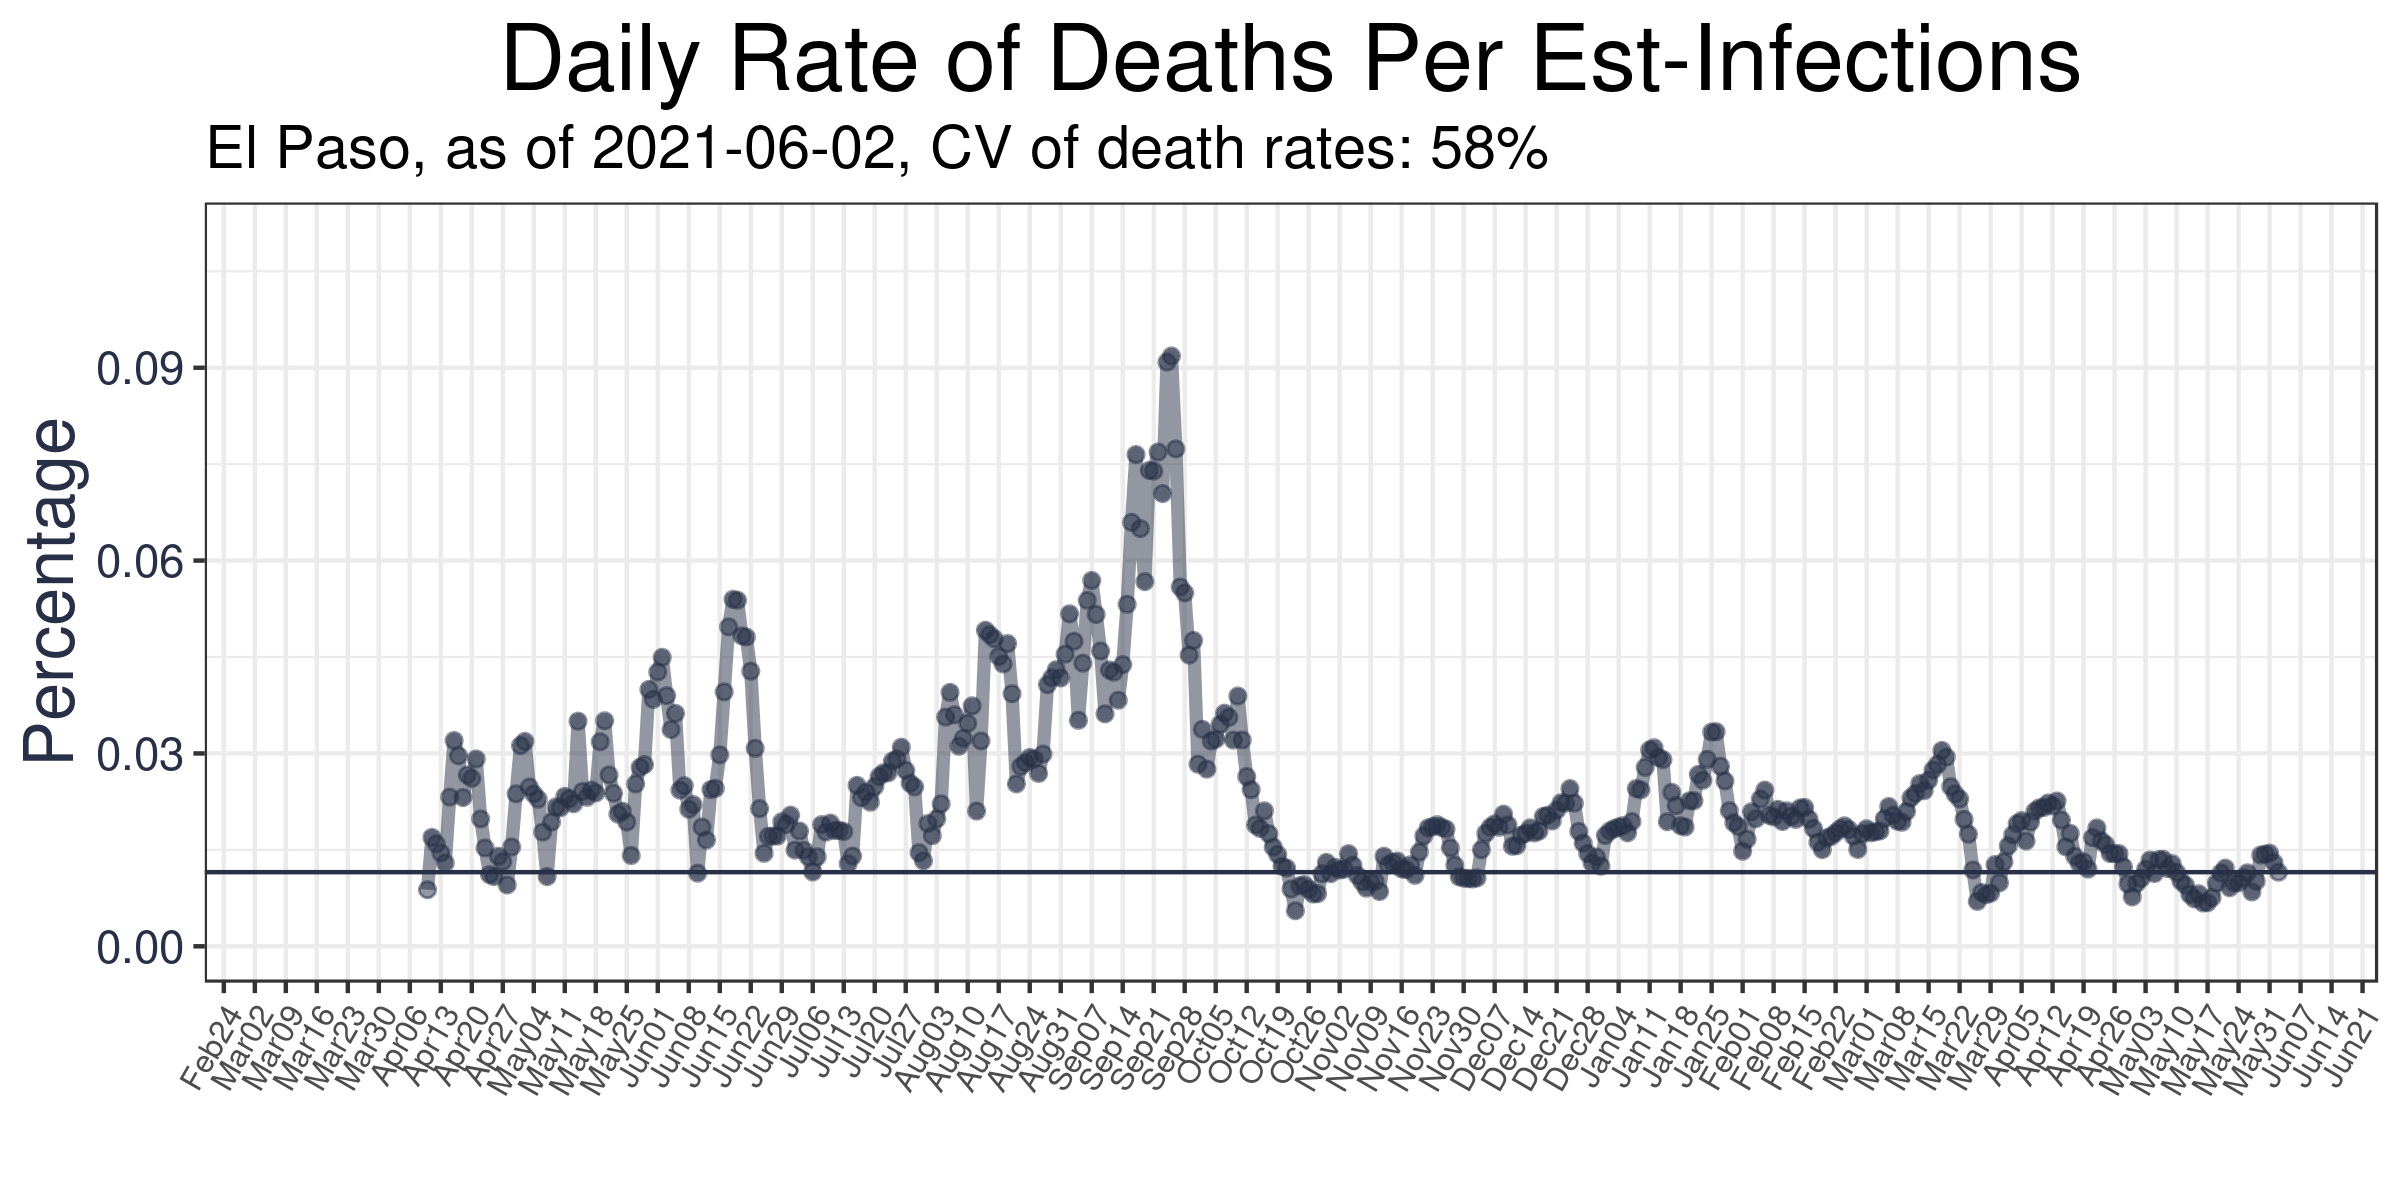 Daily Rate of Deaths Per Est-Infections
El Paso, as of 2021-06-02, CV of death rates: 58%
Percentage
0.09
0.06
0.03
0.00
Feb24
Mar02
Mar09
Mar16
Mar23
Mar30
Apr06
Apr13
Apr20
Apr27
May04
May11
May18
May25
Jun01
Jun08
Jun15
Jun22
Jun29
Jul06
Jul13
Jul20
Jul27
Aug03
Aug10
Aug17
Aug24
Aug31
Sep07
Sep14
Sep21
Sep28
Oct05
Oct12
Oct19
Oct26
Nov02
Nov09
Nov16
Nov23
Nov30
Dec07
Dec14
Dec21
Dec28
Jan04
Jan11
Jan18
Jan25
Feb01
Feb08
Feb15
Feb22
Mar01
Mar08
Mar15
Mar22
Mar29
Apr05
Apr12
Apr19
Apr26
May03
May10
May17
May24
May31
Jun07
Jun14
Jun21